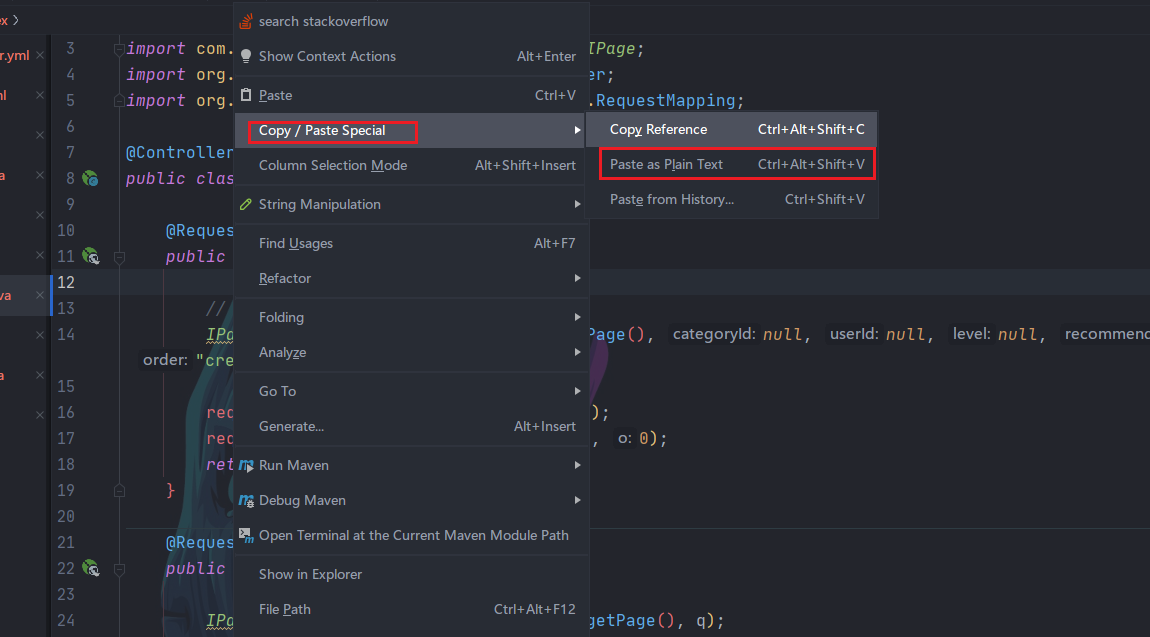 ex
search stackoverflow
r.yml
3 import com. IPage;
Show Context Actions Alt+Enter
4 import org. er;
ml
Paste Ctrl+V
5 import org. .RequestMapping;
6
Copy / Paste Special
Copy Reference Ctrl+Alt+Shift+C
7 @Controller
Column Selection Mode Alt+Shift+Insert
Paste as Plain Text Ctrl+Alt+Shift+V
a
8 public clas
9
String Manipulation
Paste from History... Ctrl+Shift+V
10 @Reques
Find Usages Alt+F7
11 public
12
Refactor
va
13 //
Folding
14 IPa Page(), categoryId: null, userId: null, level: null, recommend
Analyze
order: "cre
a
15
Go To
16 req );
Generate... Alt+Insert
17 req , o: 0);
18 ret
Run Maven
19 }
Debug Maven
20
Open Terminal at the Current Maven Module Path
21 @Reques
22 public
Show in Explorer
23
File Path Ctrl+Alt+F12
24 IPa getPage(), q);